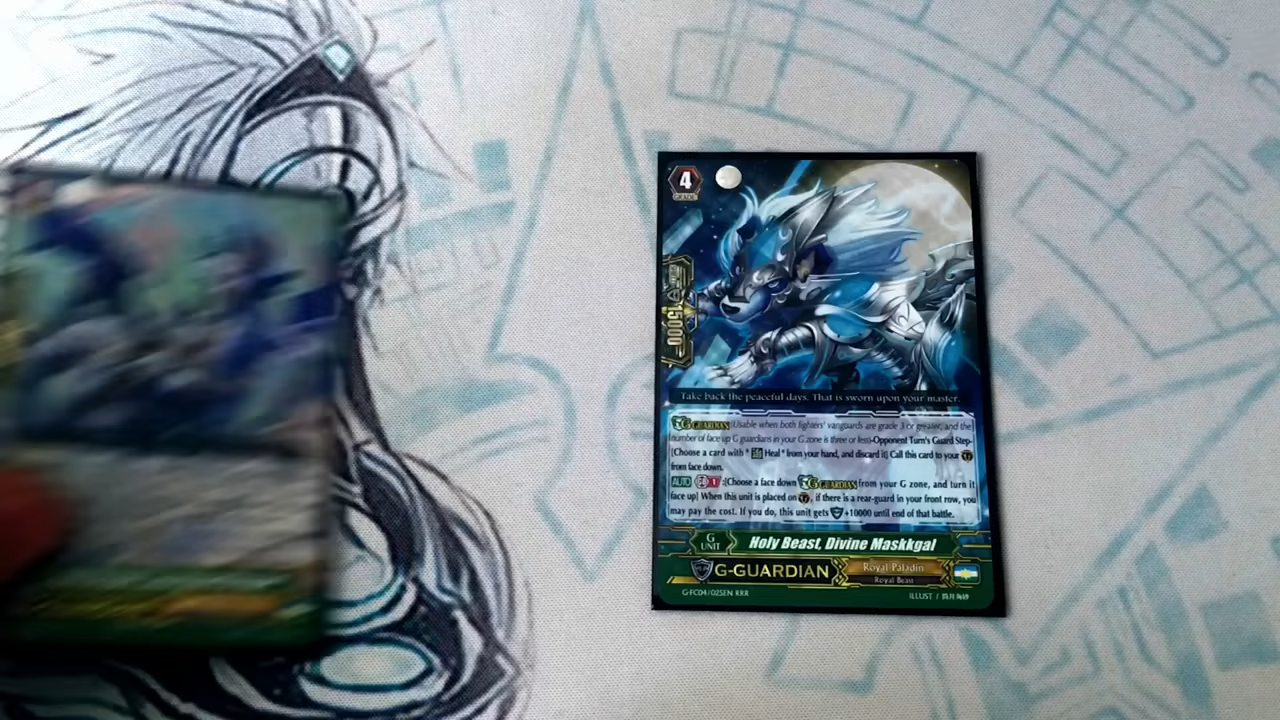 4
GRADE
15000
Take back the peaceful days. That is sworn upon your master.
G GUARDIAN (Usable when both fighters' vanguards are grade 3 or greater, and the
number of face up G guardians in your G zone is three or less)-Opponent Turn's Guard Step-
[Choose a card with " Heal " from your hand, and discard it] Call this card to your
from face down.
AUTO :[Choose a face down G GUARDIAN from your G zone, and turn it
face up] When this unit is placed on , if there is a rear-guard in your front row, you
may pay the cost. If you do, this unit gets +10000 until end of that battle.
G
UNIT
Holy Beast, Divine Maskkgal
G-GUARDIAN
Royal Paladin
Royal Beast
G-FC04/025EN RRR
ILLUST /